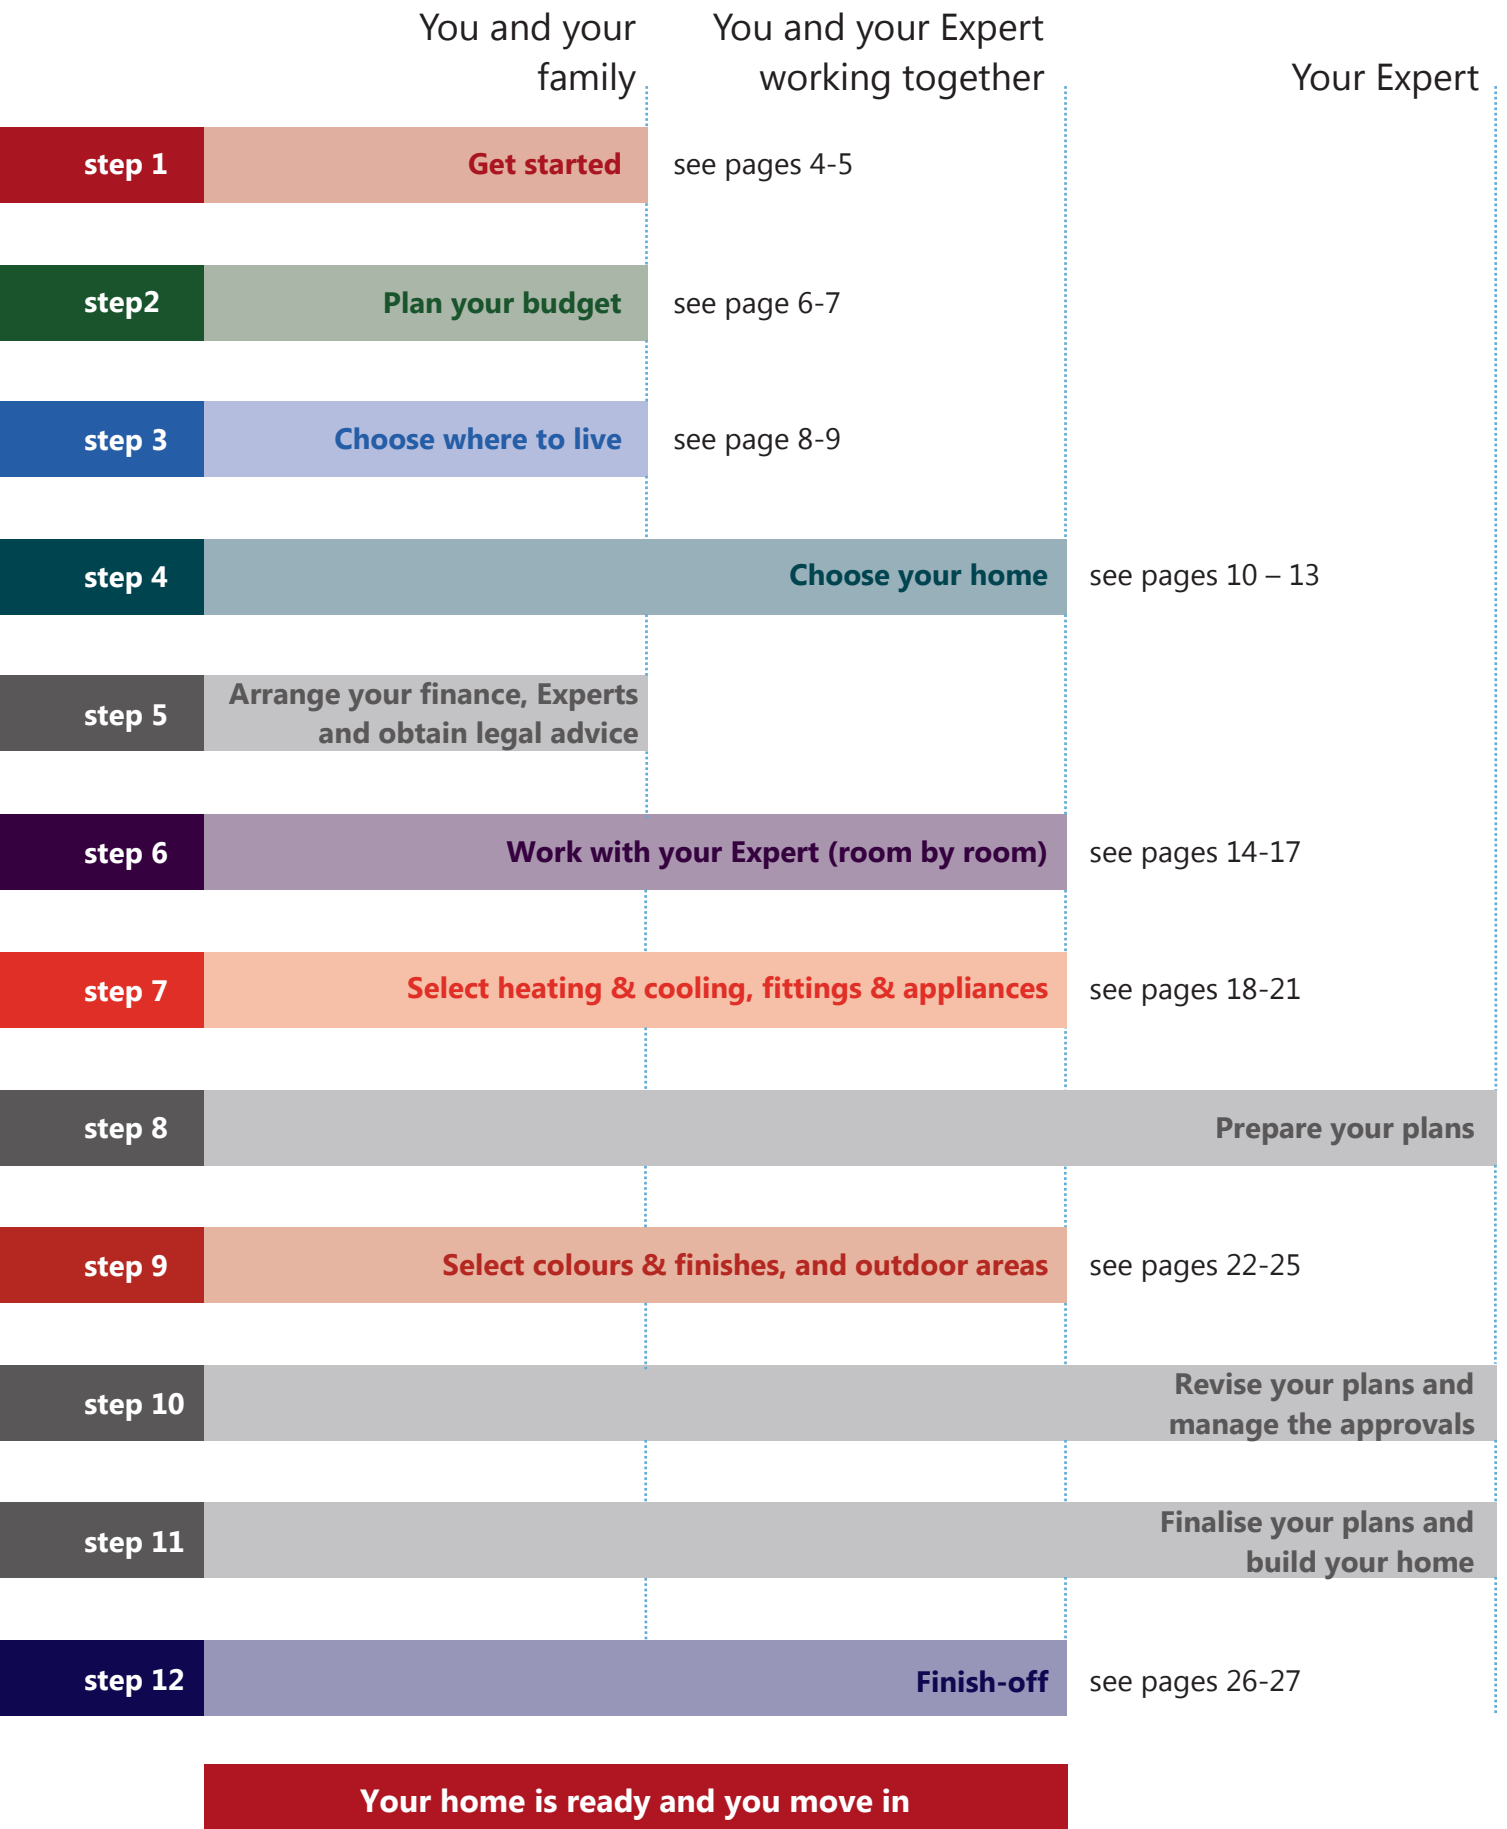 You and your
family
You and your Expert
working together
Your Expert
step 1
Get started
see pages 4-5
step2
Plan your budget
see page 6-7
step 3
Choose where to live
see page 8-9
step 4
Choose your home
see pages 10 – 13
step 5
Arrange your finance, Experts
and obtain legal advice
step 6
Work with your Expert (room by room)
see pages 14-17
step 7
Select heating & cooling, fittings & appliances
see pages 18-21
step 8
Prepare your plans
step 9
Select colours & finishes, and outdoor areas
see pages 22-25
step 10
Revise your plans and
manage the approvals
step 11
Finalise your plans and
build your home
step 12
Finish-off
see pages 26-27
Your home is ready and you move in